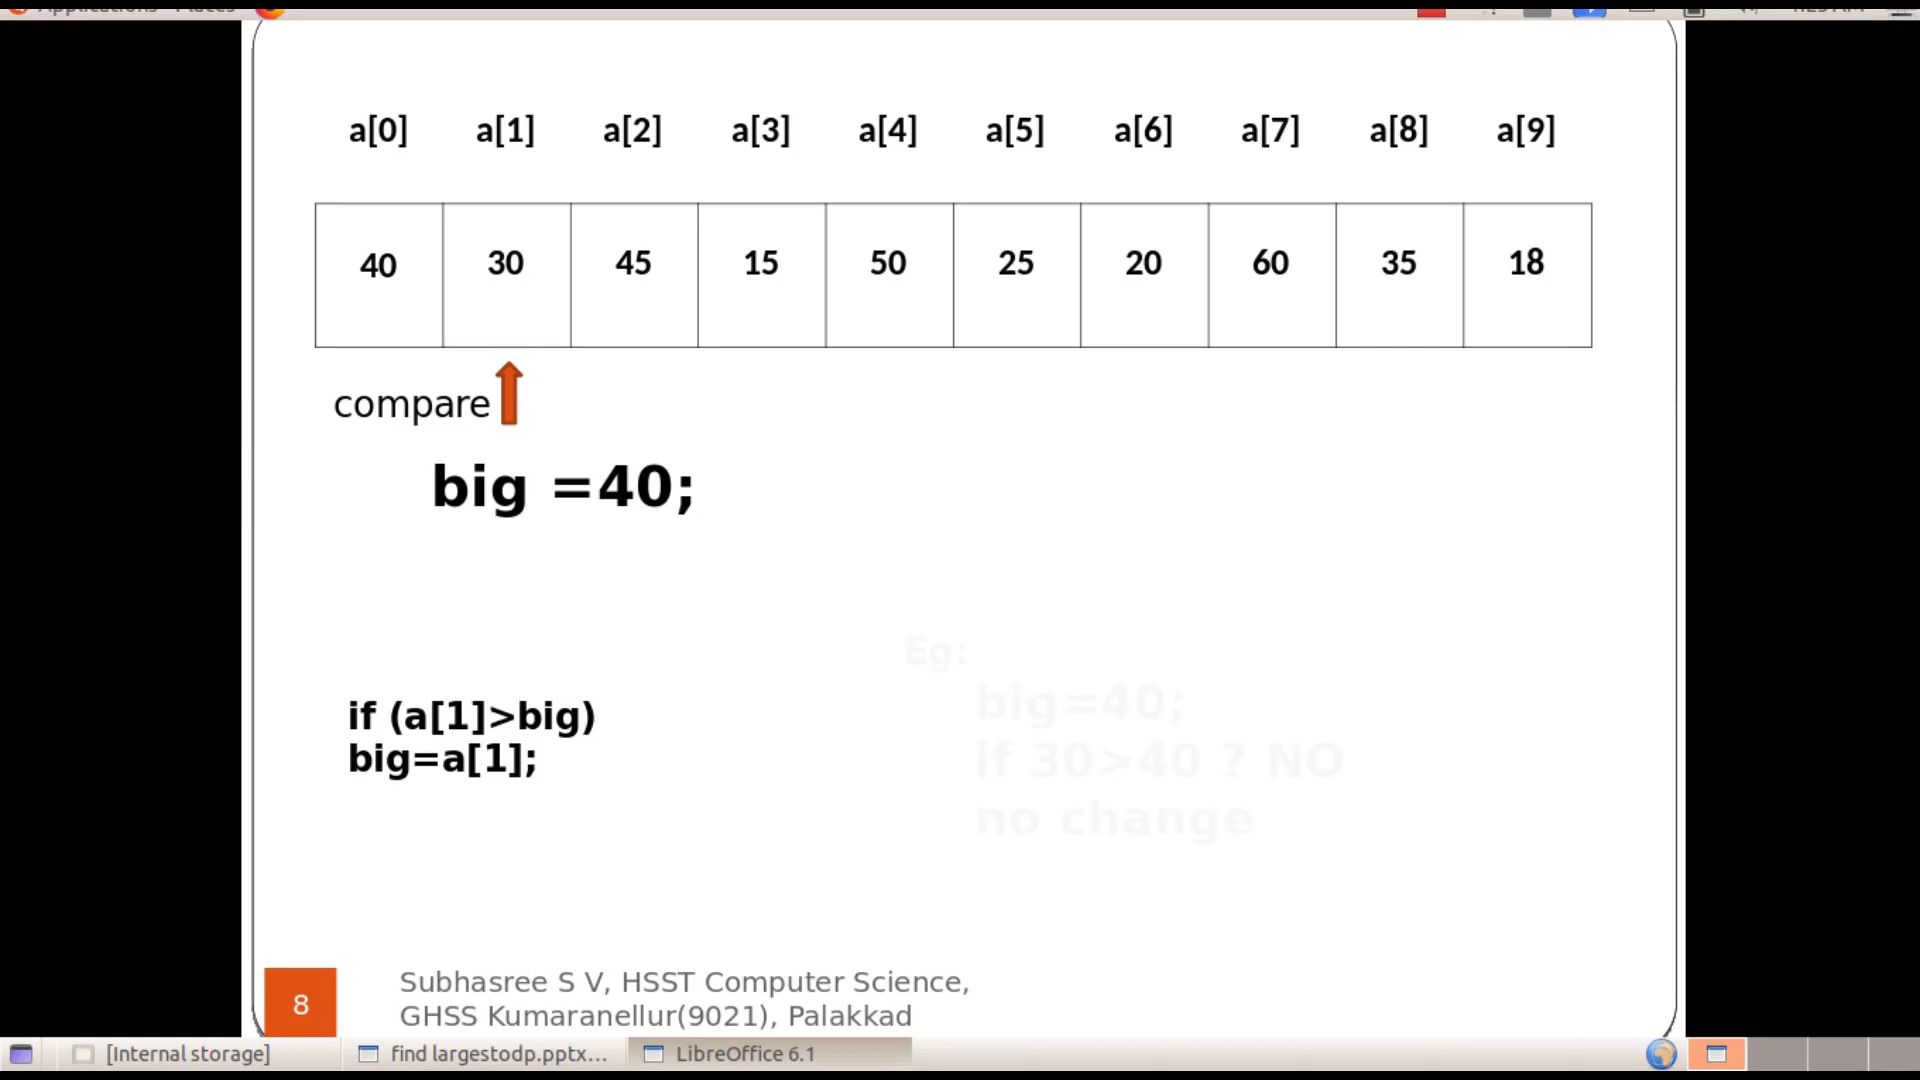 Applications Places
a[0] a[1] a[2] a[3] a[4] a[5] a[6] a[7] a[8] a[9]
40 30 45 15 50 25 20 60 35 18
compare
big =40;
Eg:
big=40;
if 30>40 ? NO
no change
if (a[1]>big)
big=a[1];
8
Subhasree S V, HSST Computer Science,
GHSS Kumaranellur(9021), Palakkad
[Internal storage] find largestodp.pptx... LibreOffice 6.1